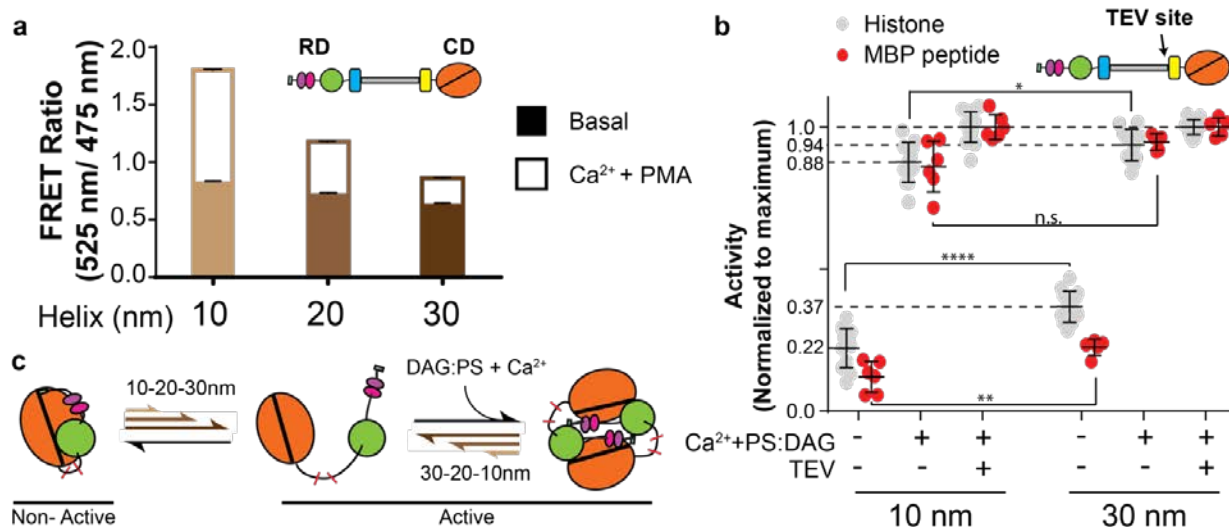 a
FRET Ratio
(525 nm/ 475 nm)
2.0
1.5
1.0
0.5
0.0
RD
CD
Basal
Ca²⁺ + PMA
Helix (nm)
10
20
30
b
Histone
MBP peptide
TEV site
Activity
(Normalized to maximum)
1.0
0.94
0.88
0.37
0.22
0.0
*
n.s.
****
**
Ca²⁺+PS:DAG - + + - + +
TEV - - + - - +
10 nm
30 nm
c
10-20-30nm
DAG:PS + Ca²⁺
30-20-10nm
Non- Active
Active